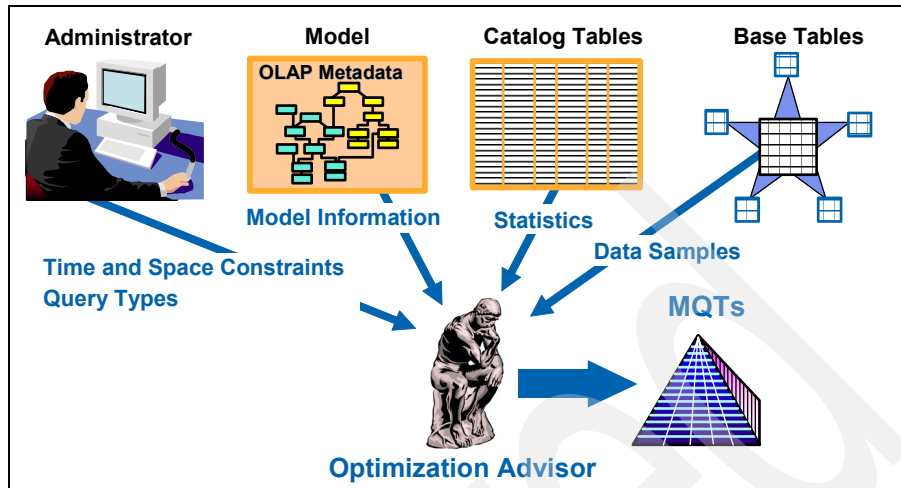 Administrator
Model
Catalog Tables
Base Tables
OLAP Metadata
Model Information
Statistics
Data Samples
Time and Space Constraints
Query Types
MQTs
Optimization Advisor